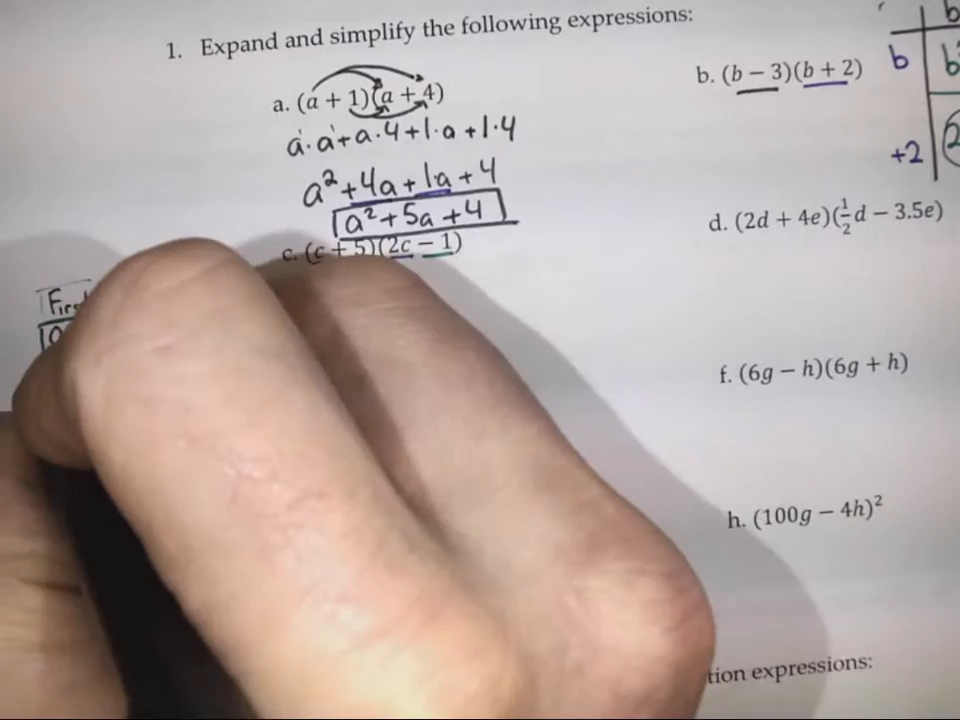 1. Expand and simplify the following expressions:
a. (a + 1)(a + 4)
a·a+a·4+1·a+1·4
a²+4a+1a+4
a²+5a+4
b. (b − 3)(b + 2)
b
b
b
+2
2
c. (c + 5)(2c − 1)
d. (2d + 4e)(½d − 3.5e)
f. (6g − h)(6g + h)
h. (100g − 4h)²
expressions: